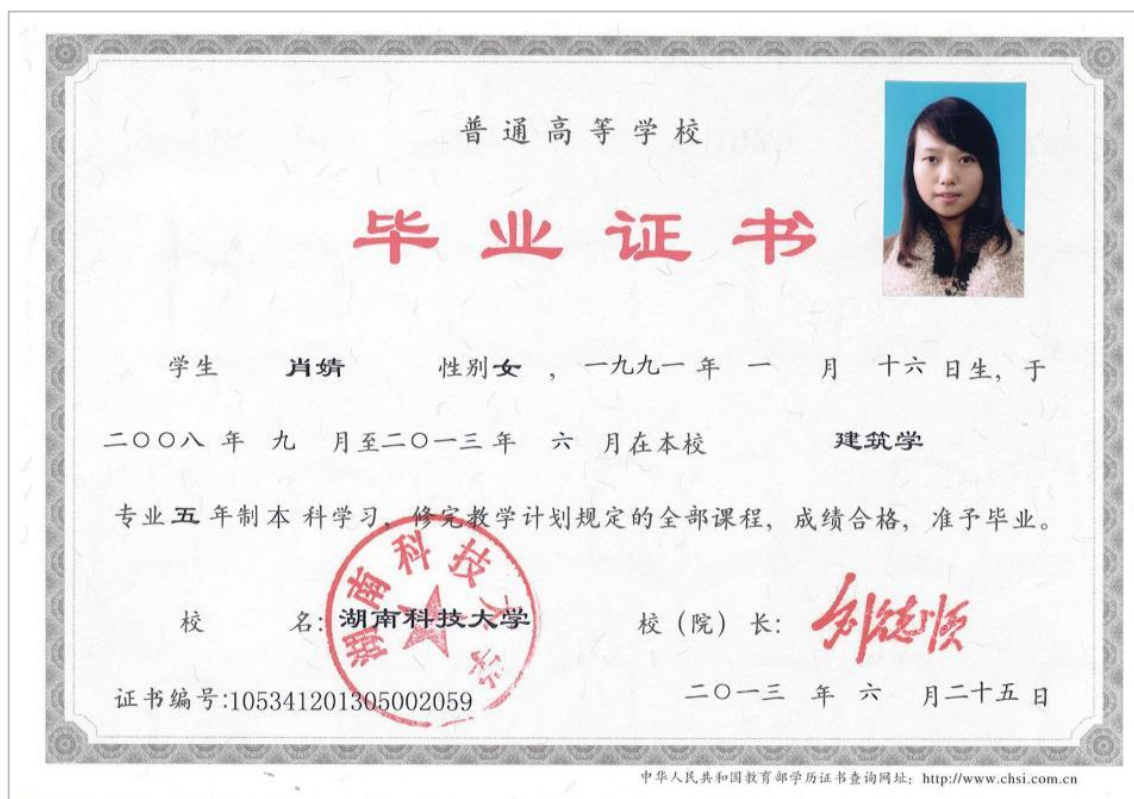 普通高等学校
毕业证书
学生 肖婧 性别女 ，一九九一 年 一 月 十六 日生，于
二〇〇八 年 九 月至二〇一三 年 六 月在本校 建筑学
专业 五 年制本 科学习，修完教学计划规定的全部课程，成绩合格，准予毕业。
校 名：湖南科技大学 校（院）长：刘德顺
湖南科技大学
证书编号:105341201305002059 二〇一三 年 六 月二十五日
中华人民共和国教育部学历证书查询网址：http://www.chsi.com.cn